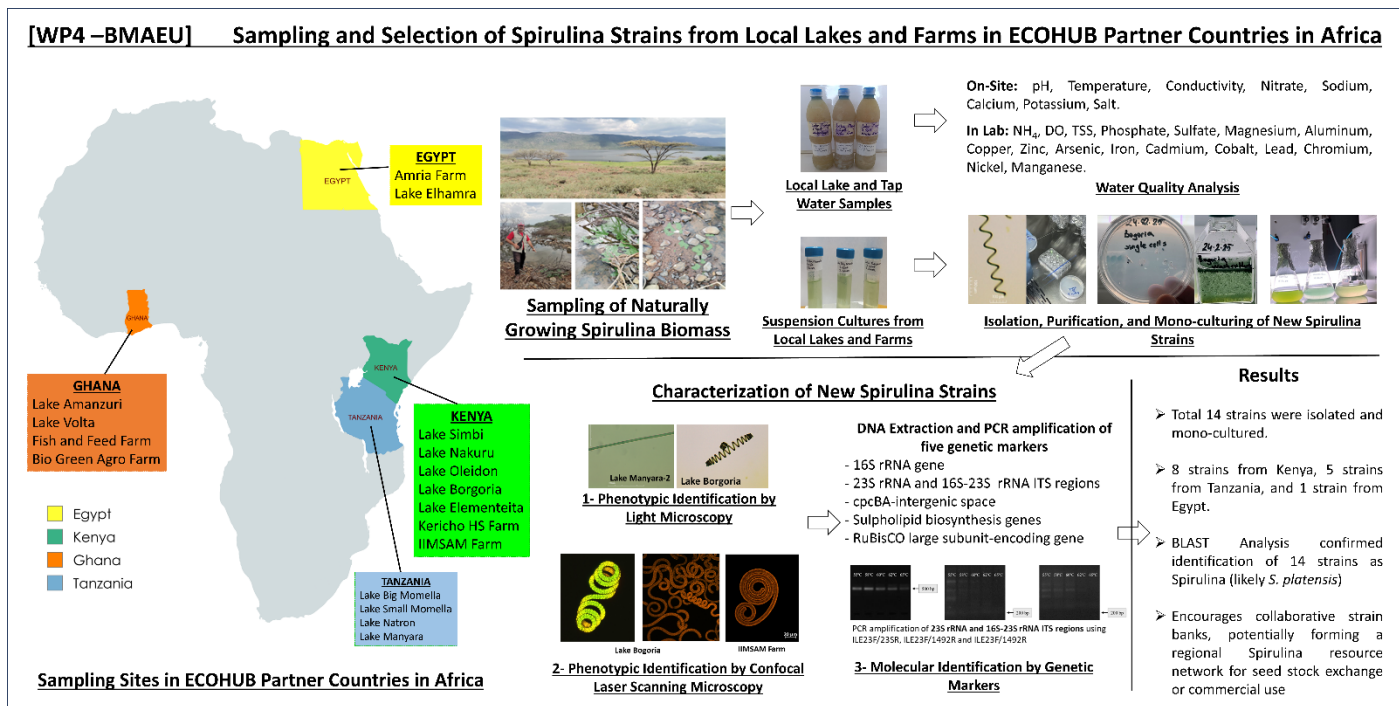 [WP4 –BMAEU] Sampling and Selection of Spirulina Strains from Local Lakes and Farms in ECOHUB Partner Countries in Africa
EGYPT
EGYPT
Amria Farm
Lake Elhamra
GHANA
GHANA
Lake Amanzuri
Lake Volta
Fish and Feed Farm
Bio Green Agro Farm
KENYA
TANZANIA
KENYA
Lake Simbi
Lake Nakuru
Lake Oleidon
Lake Borgoria
Lake Elementeita
Kericho HS Farm
IIMSAM Farm
Egypt
Kenya
Ghana
Tanzania
TANZANIA
Lake Big Momella
Lake Small Momella
Lake Natron
Lake Manyara
Sampling Sites in ECOHUB Partner Countries in Africa
Sampling of Naturally
Growing Spirulina Biomass
Local Lake and Tap
Water Samples
Suspension Cultures from
Local Lakes and Farms
On-Site: pH, Temperature, Conductivity, Nitrate, Sodium,
Calcium, Potassium, Salt.
In Lab: NH₄, DO, TSS, Phosphate, Sulfate, Magnesium, Aluminum,
Copper, Zinc, Arsenic, Iron, Cadmium, Cobalt, Lead, Chromium,
Nickel, Manganese.
Water Quality Analysis
Bogoria
single cells
24-2-25
Isolation, Purification, and Mono-culturing of New Spirulina
Strains
Characterization of New Spirulina Strains
Lake Manyara-2
Lake Borgoria
1- Phenotypic Identification by
Light Microscopy
Lake Bogoria
IIMSAM Farm
2- Phenotypic Identification by Confocal
Laser Scanning Microscopy
DNA Extraction and PCR amplification of
five genetic markers
- 16S rRNA gene
- 23S rRNA and 16S-23S rRNA ITS regions
- cpcBA-intergenic space
- Sulpholipid biosynthesis genes
- RuBisCO large subunit-encoding gene
PCR amplification of 23S rRNA and 16S-23S rRNA ITS regions using
ILE23F/23SR, ILE23F/1492R and ILE23F/1492R
3- Molecular Identification by Genetic
Markers
Results
➢ Total 14 strains were isolated and
mono-cultured.
➢ 8 strains from Kenya, 5 strains
from Tanzania, and 1 strain from
Egypt.
➢ BLAST Analysis confirmed
identification of 14 strains as
Spirulina (likely S. platensis)
➢ Encourages collaborative strain
banks, potentially forming a
regional Spirulina resource
network for seed stock exchange
or commercial use